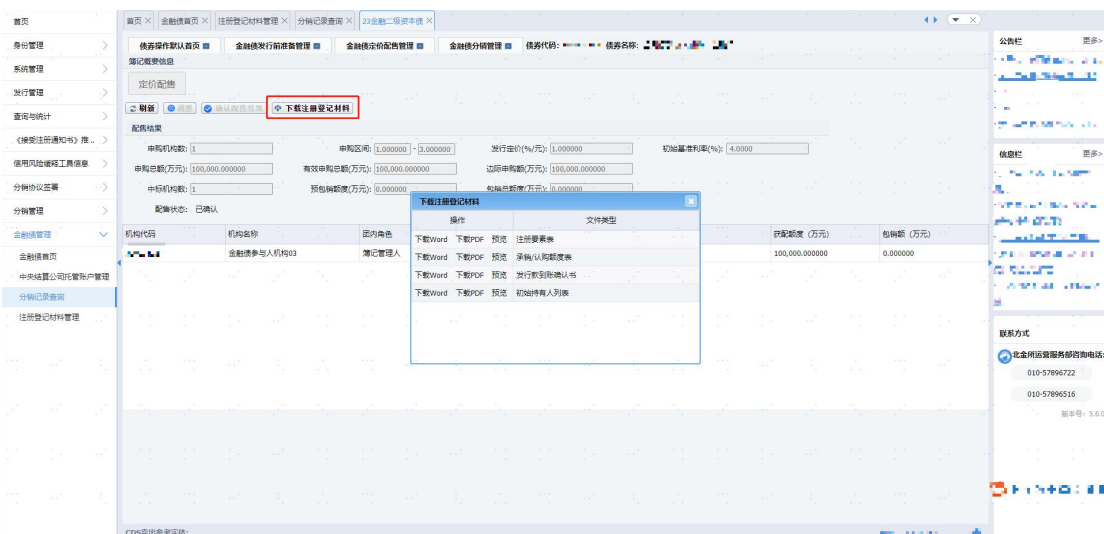 首页
身份管理
系统管理
发行管理
查询与统计
《接受注册通知书》推 ..
信用风险缓释工具信息
分销协议签署
分销管理
金融债管理
金融债首页
中央结算公司托管账户管理
分销记录查询
注册登记材料管理
首页 × 金融债首页 × 注册登记材料管理 × 分销记录查询 × 23金融二级资本债 ×
债券操作默认首页 金融债发行前准备管理 金融债定价配售管理 金融债分销管理 债券代码: 债券名称:
簿记概要信息
定价配售
刷新 调整 确认配售结果 下载注册登记材料
配售结果
申购机构数: 1 申购区间: 1.000000 - 3.000000 发行定价(%/元): 1.000000 初始基准利率(%): 4.0000
申购总额(万元): 100,000.000000 有效申购总额(万元): 100,000.000000 边际申购额(万元): 100,000.000000
中标机构数: 1 预包销额度(万元): 0.000000 包销总额度(万元): 0.000000
配售状态: 已确认
机构代码 机构名称 团内角色 获配额度 (万元) 包销额 (万元)
金融债参与人机构03 簿记管理人 100,000.000000 0.000000
下载注册登记材料
操作 文件类型
下载Word 下载PDF 预览 注册要素表
下载Word 下载PDF 预览 承销/认购额度表
下载Word 下载PDF 预览 发行款到账确认书
下载Word 下载PDF 预览 初始持有人列表
公告栏 更多>
信息栏 更多>
联系方式
北金所运营服务部咨询电话:
010-57896722
010-57896516
版本号: 5.6.0